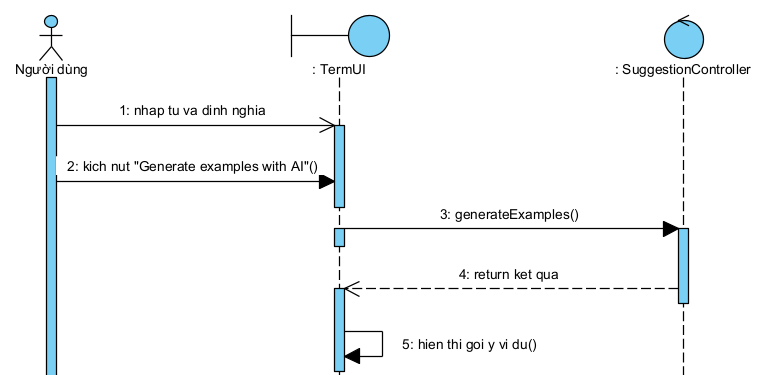 Người dùng
: TermUI
: SuggestionController
1: nhap tu va dinh nghia
2: kich nut "Generate examples with AI"()
3: generateExamples()
4: return ket qua
5: hien thi goi y vi du()